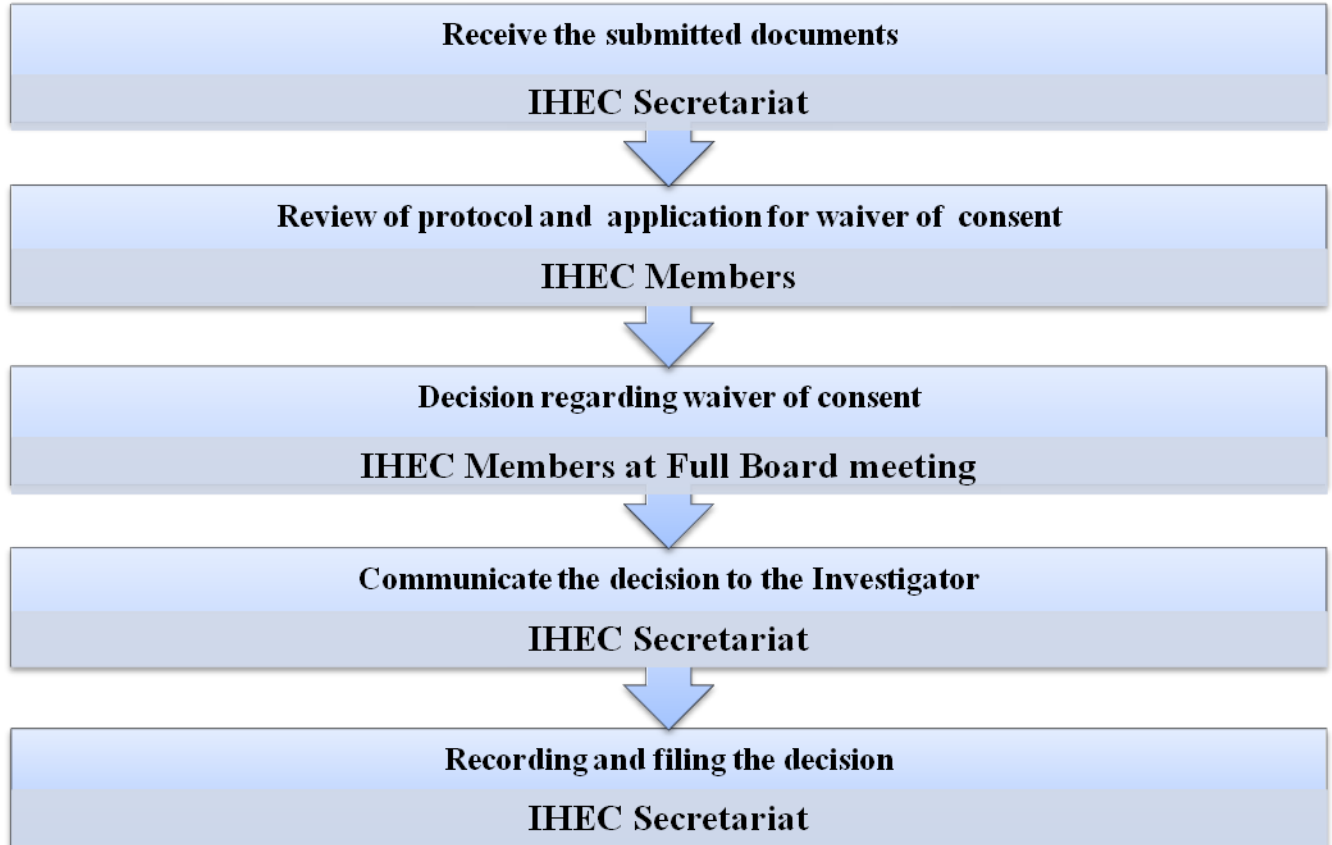 Receive the submitted documents
IHEC Secretariat
Review of protocol and application for waiver of consent
IHEC Members
Decision regarding waiver of consent
IHEC Members at Full Board meeting
Communicate the decision to the Investigator
IHEC Secretariat
Recording and filing the decision
IHEC Secretariat